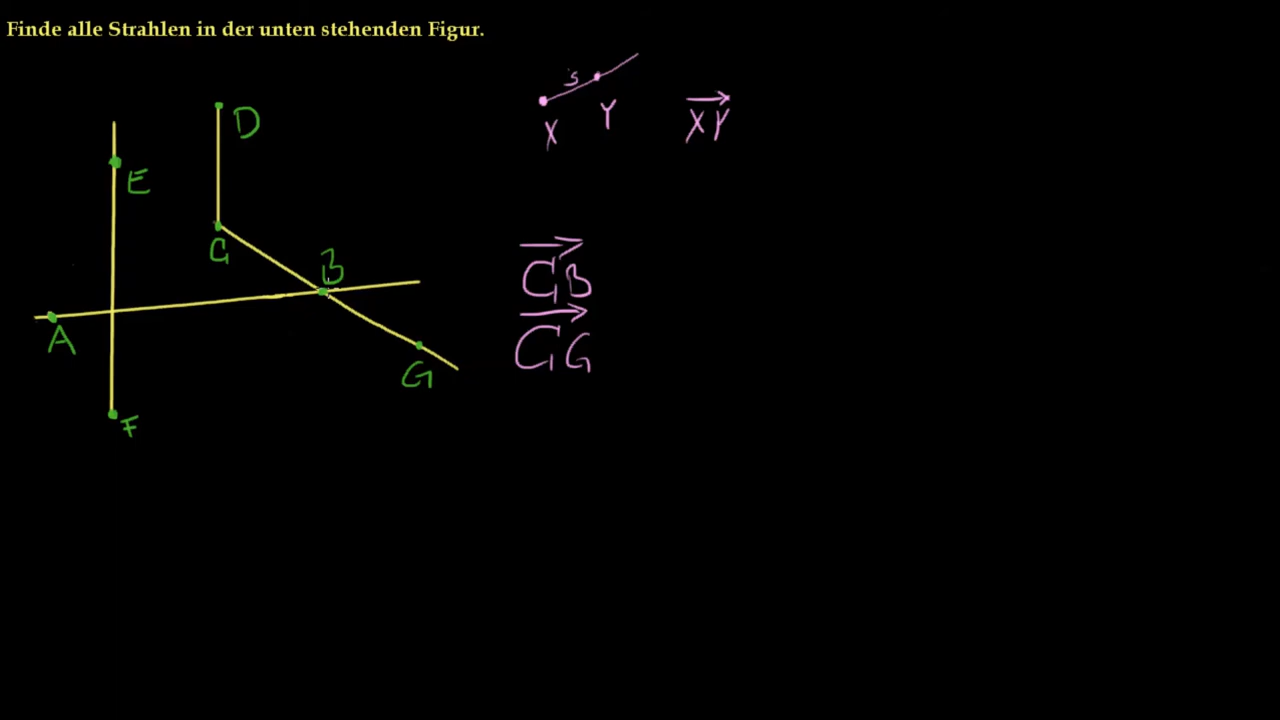 Finde alle Strahlen in der unten stehenden Figur.
s
X Y
XY
D
E
C
B
A
G
F
CB
CG